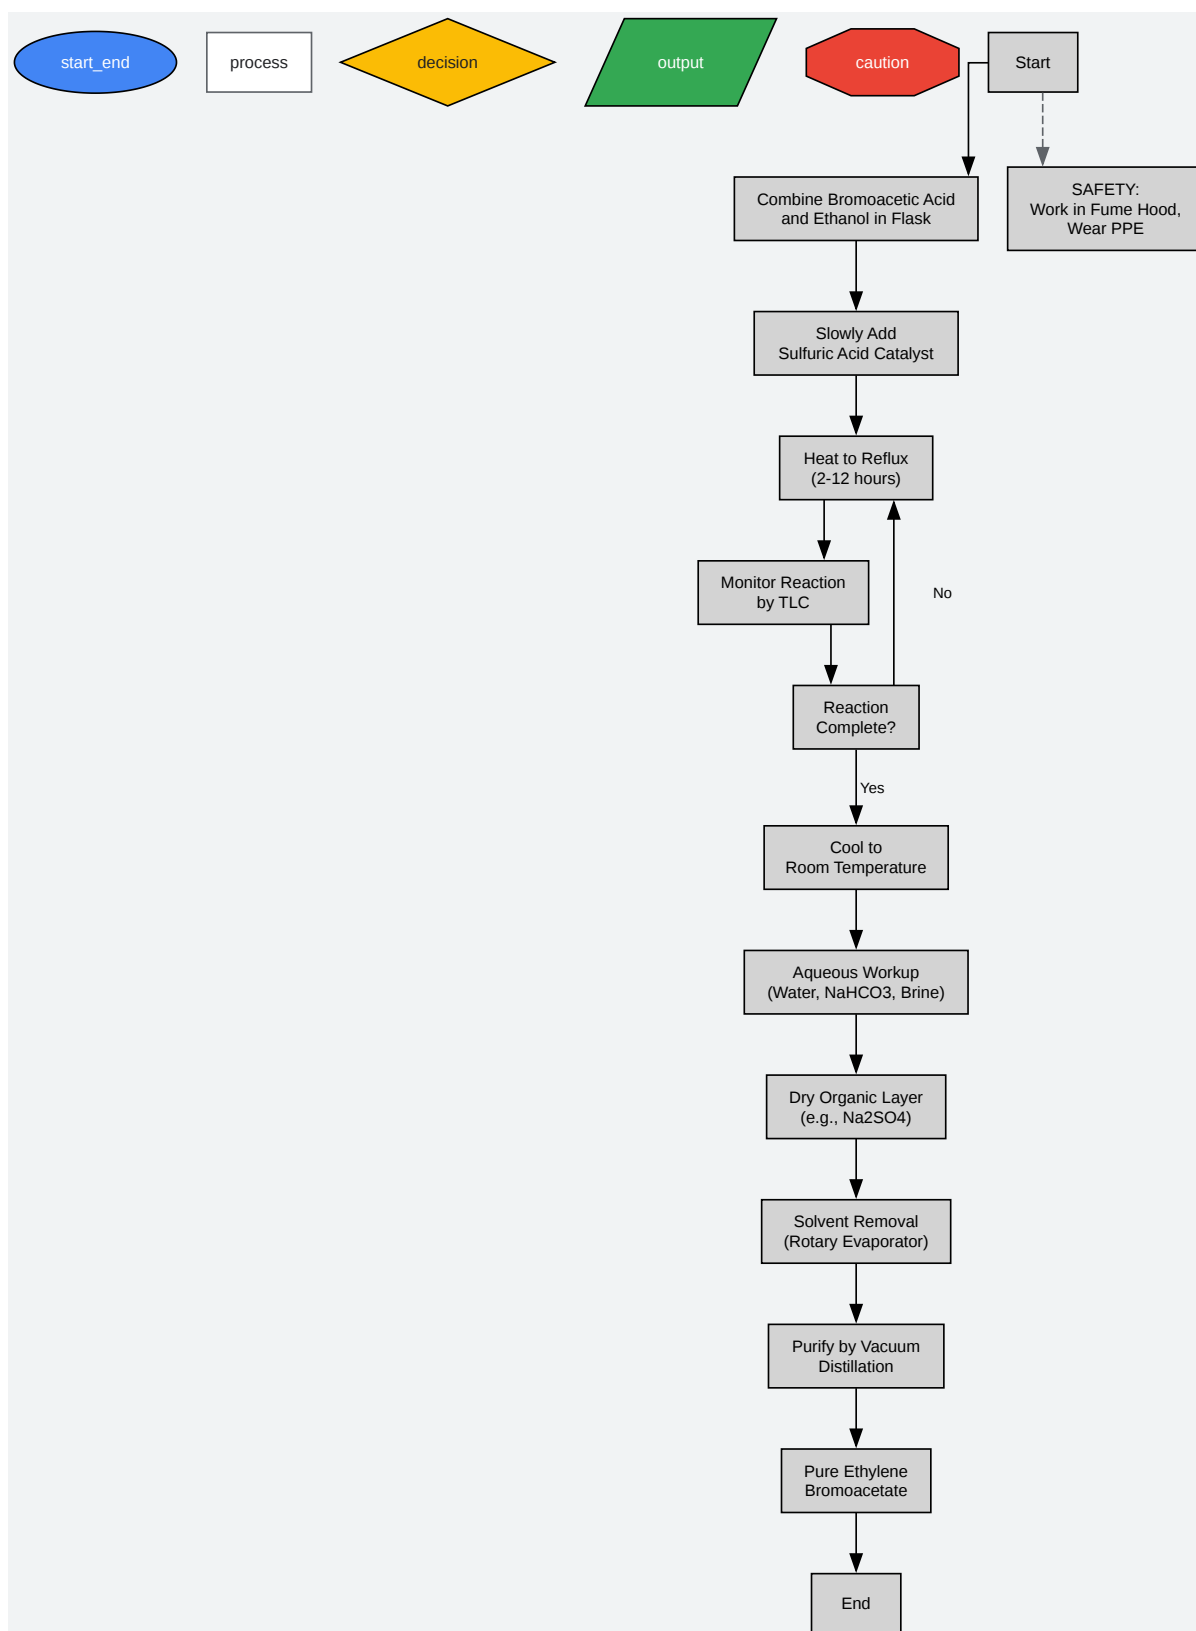 start_end
process
decision
output
caution
Start
Combine Bromoacetic Acid
and Ethanol in Flask
SAFETY:
Work in Fume Hood,
Wear PPE
Slowly Add
Sulfuric Acid Catalyst
Heat to Reflux
(2-12 hours)
Monitor Reaction
by TLC
No
Reaction
Complete?
Yes
Cool to
Room Temperature
Aqueous Workup
(Water, NaHCO3, Brine)
Dry Organic Layer
(e.g., Na2SO4)
Solvent Removal
(Rotary Evaporator)
Purify by Vacuum
Distillation
Pure Ethylene
Bromoacetate
End